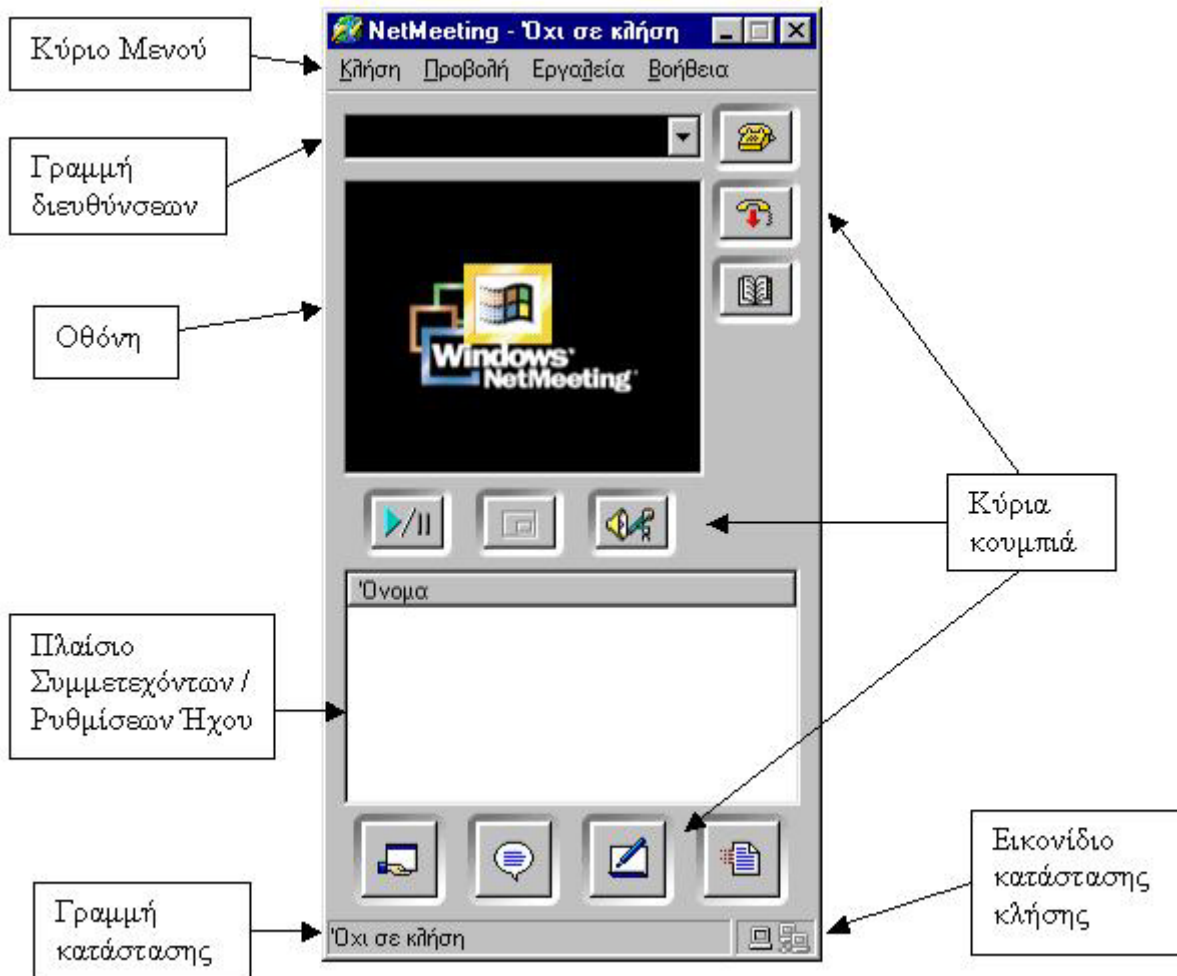 Κύριο Μενού
NetMeeting - Όχι σε κλήση
Κλήση Προβολή Εργαλεία Βοήθεια
Γραμμή
διευθύνσεων
Οθόνη
Windows
NetMeeting
Κύρια
κουμπιά
Όνομα
Πλαίσιο
Συμμετεχόντων /
Ρυθμίσεων Ήχου
Εικονίδιο
κατάστασης
κλήσης
Γραμμή
κατάστασης
Όχι σε κλήση